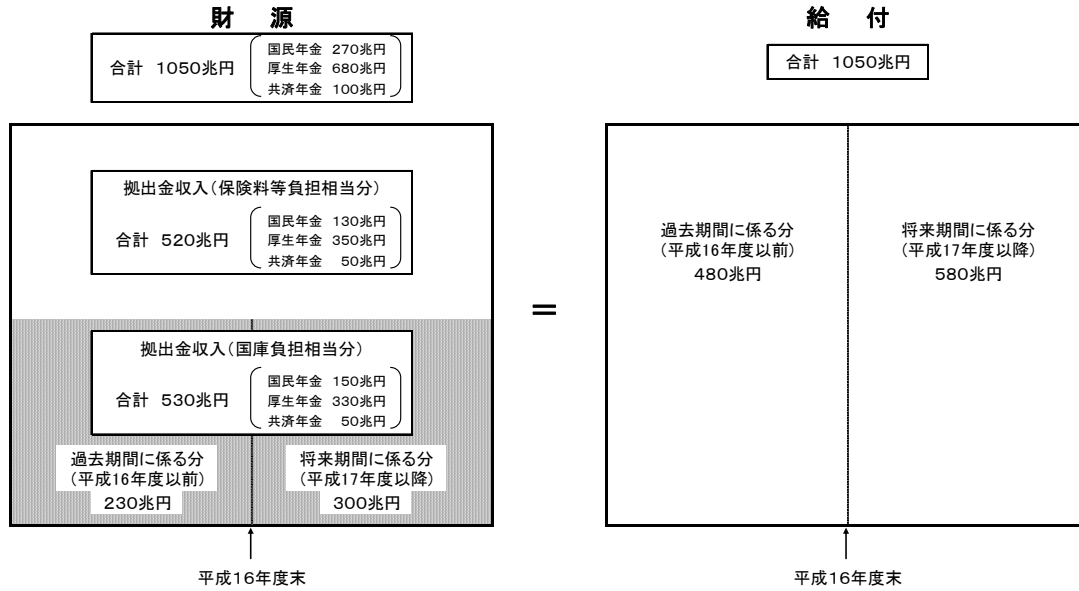 財　源
合計　1050兆円
国民年金　270兆円
厚生年金　680兆円
共済年金　100兆円
拠出金収入(保険料等負担相当分)
合計　520兆円
国民年金　130兆円
厚生年金　350兆円
共済年金　50兆円
拠出金収入(国庫負担相当分)
合計　530兆円
国民年金　150兆円
厚生年金　330兆円
共済年金　50兆円
過去期間に係る分
(平成16年度以前)
230兆円
将来期間に係る分
(平成17年度以降)
300兆円
平成16年度末
=
給　付
合計　1050兆円
過去期間に係る分
(平成16年度以前)
480兆円
将来期間に係る分
(平成17年度以降)
580兆円
平成16年度末